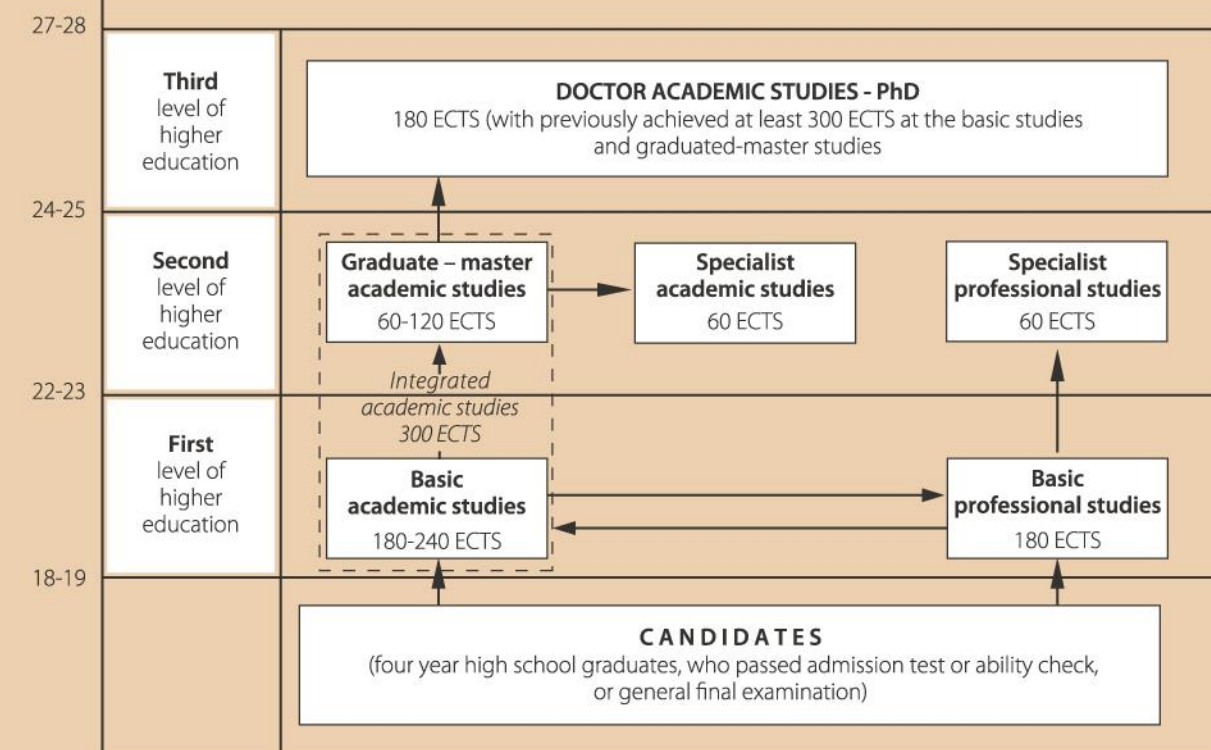 27-28
Third
level of
higher
education
DOCTOR ACADEMIC STUDIES - PhD
180 ECTS (with previously achieved at least 300 ECTS at the basic studies
and graduated-master studies
24-25
Second
level of
higher
education
Graduate – master
academic studies
60-120 ECTS
Specialist
academic studies
60 ECTS
Specialist
professional studies
60 ECTS
22-23
Integrated
academic studies
300 ECTS
First
level of
higher
education
Basic
academic studies
180-240 ECTS
Basic
professional studies
180 ECTS
18-19
CANDIDATES
(four year high school graduates, who passed admission test or ability check,
or general final examination)